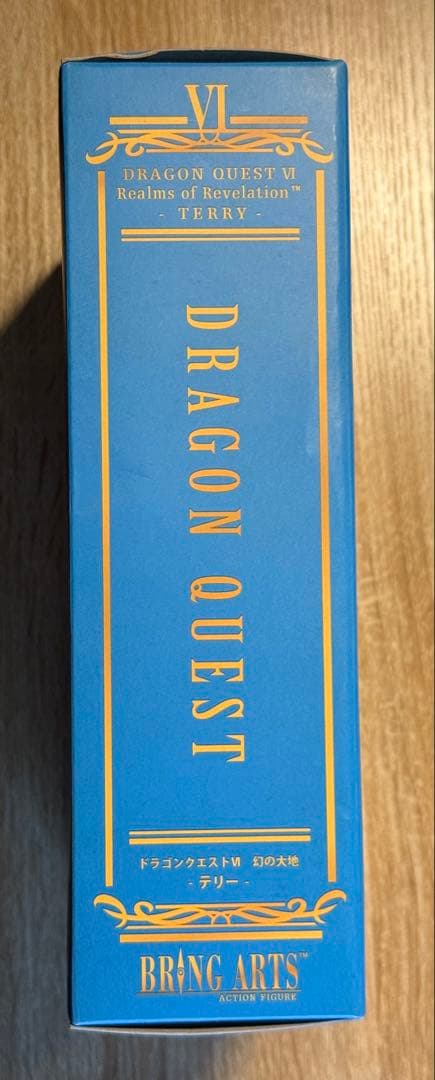 VI
DRAGON QUEST VI
Realms of Revelation™
- TERRY -
DRAGON QUEST
ドラゴンクエストVI 幻の大地
- テリー -
BRING ARTS™
ACTION FIGURE